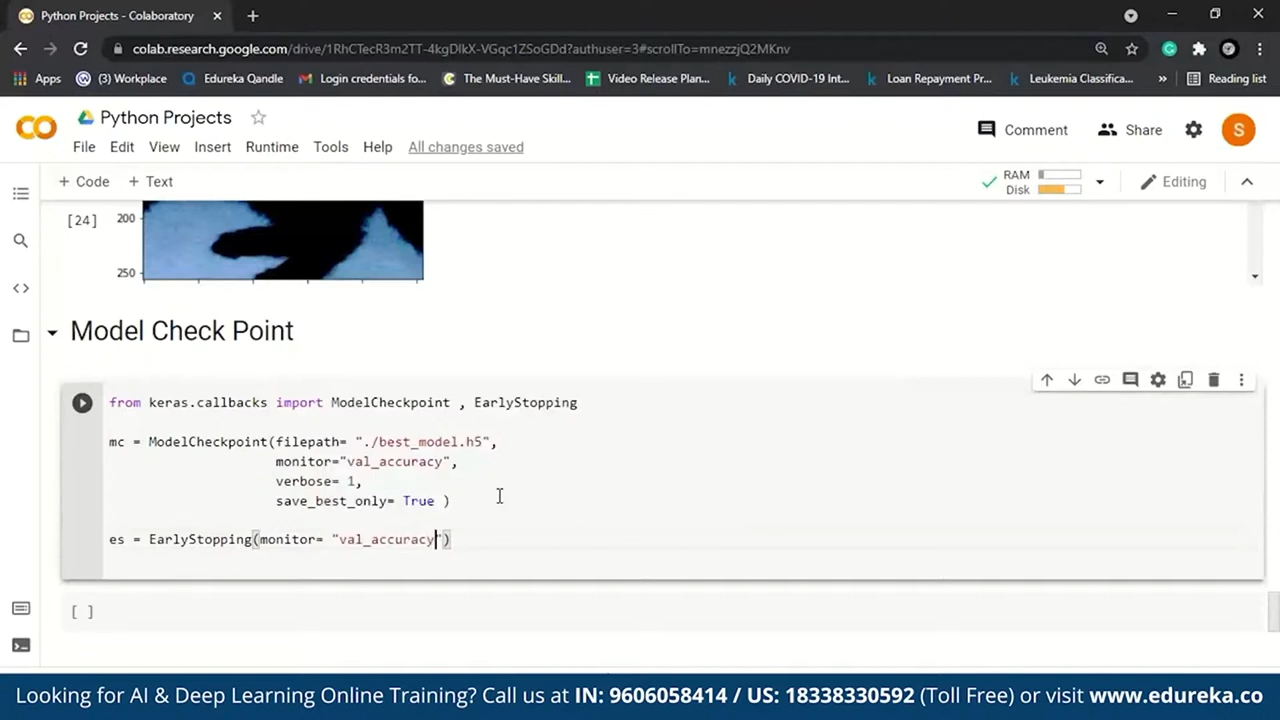 Python Projects - Colaboratory
colab.research.google.com/drive/1RhCTecR3m2TT-4kgDlkX-VGqc1ZSoGDd?authuser=3#scrollTo=mnezzjQ2MKnv
Apps (3) Workplace Edureka Qandle Login credentials fo... The Must-Have Skill... Video Release Plan... Daily COVID-19 Int... Loan Repayment Pr... Leukemia Classifica... » Reading list
Python Projects
Comment Share S
File Edit View Insert Runtime Tools Help All changes saved
+ Code + Text RAM Disk Editing
[24] 200
250
Model Check Point
from keras.callbacks import ModelCheckpoint , EarlyStopping
mc = ModelCheckpoint(filepath= "./best_model.h5",
monitor="val_accuracy",
verbose= 1,
save_best_only= True )
es = EarlyStopping(monitor= "val_accuracy")
[ ]
Looking for AI & Deep Learning Online Training? Call us at IN: 9606058414 / US: 18338330592 (Toll Free) or visit www.edureka.co